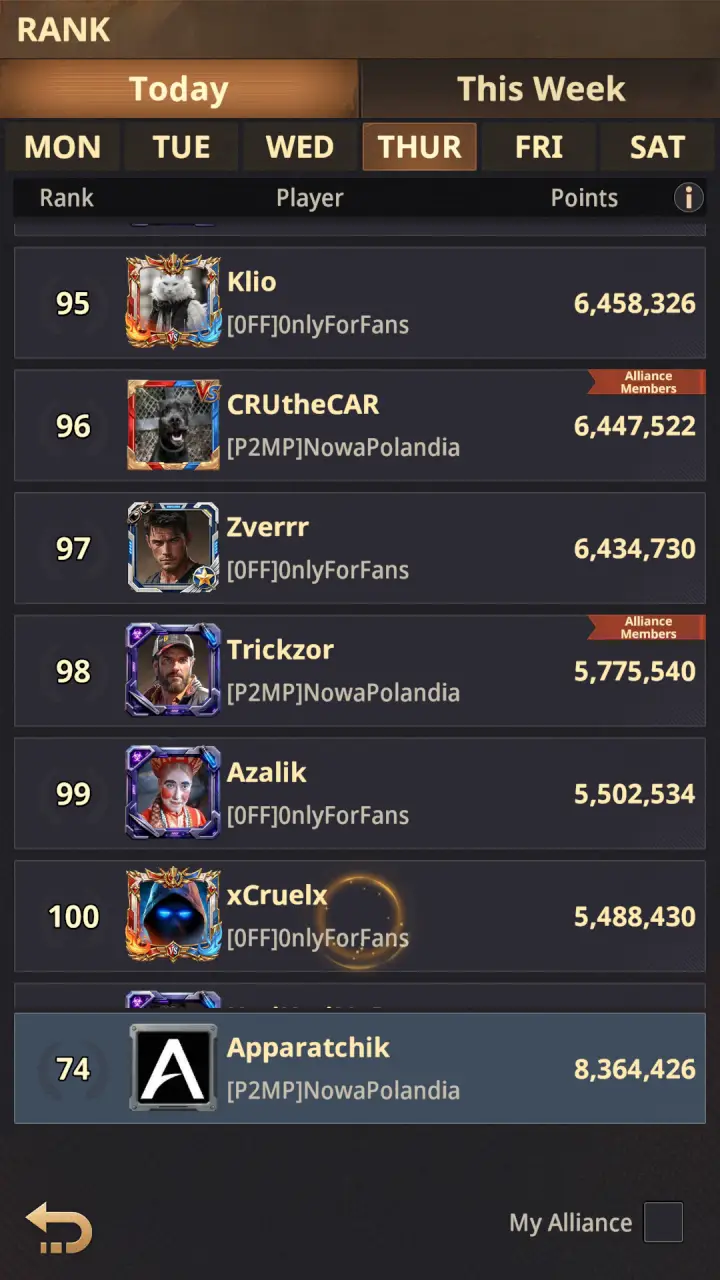 RANK
Today This Week
MON TUE WED THUR FRI SAT
Rank Player Points
95 Klio 6,458,326
[0FF]0nlyForFans
Alliance Members
96 CRUtheCAR 6,447,522
[P2MP]NowaPolandia
97 Zverrr 6,434,730
[0FF]0nlyForFans
Alliance Members
98 Trickzor 5,775,540
[P2MP]NowaPolandia
99 Azalik 5,502,534
[0FF]0nlyForFans
100 xCruelx 5,488,430
[0FF]0nlyForFans
74 Apparatchik 8,364,426
[P2MP]NowaPolandia
My Alliance